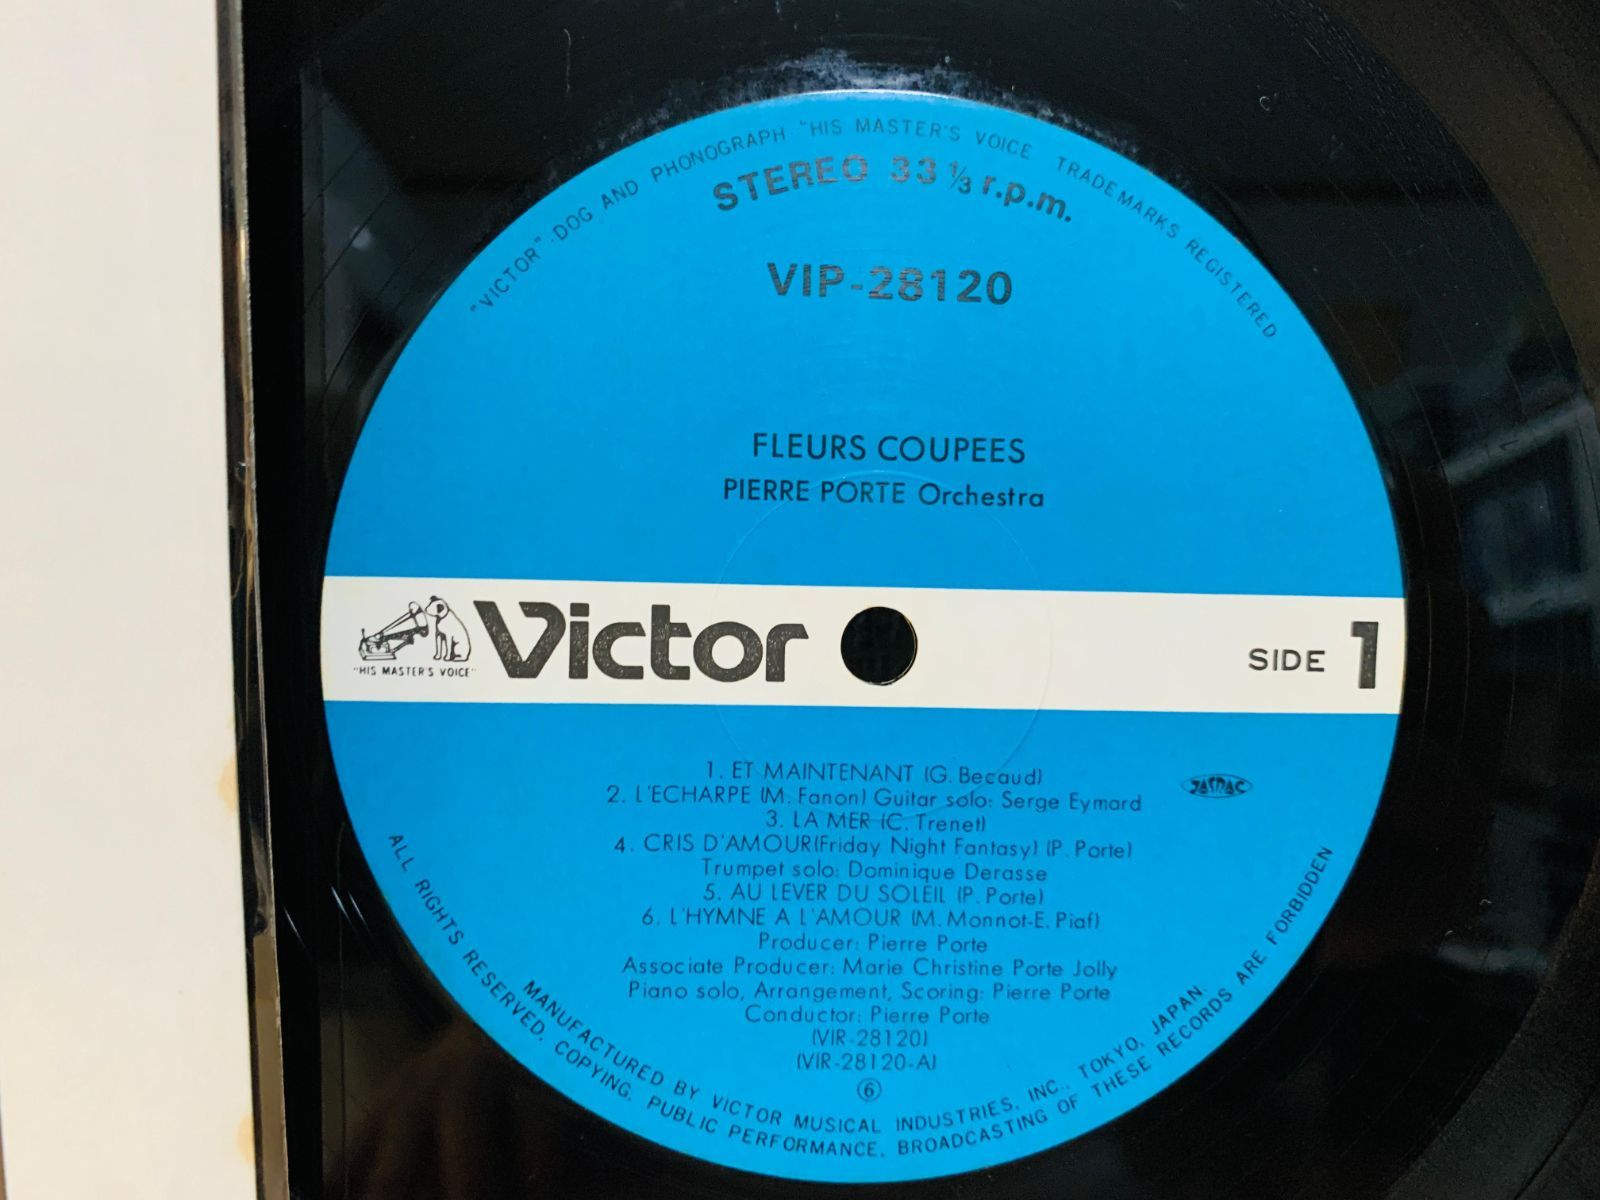 "VICTOR" · DOG AND PHONOGRAPH · "HIS MASTER'S VOICE TRADEMARKS REGISTERED
STEREO 33 1/3 r.p.m.
VIP-28120
FLEURS COUPEES
PIERRE PORTE Orchestra
"HIS MASTER'S VOICE"
Victor
SIDE 1
1. ET MAINTENANT (G. Becaud)
2. L'ECHARPE (M. Fanon) Guitar solo: Serge Eymard
JASRAC
3. LA MER (C. Trenet)
4. CRIS D'AMOUR(Friday Night Fantasy) (P. Porte)
Trumpet solo: Dominique Derasse
5. AU LEVER DU SOLEIL (P. Porte)
6. L'HYMNE A L'AMOUR (M. Monnot-E. Piaf)
Producer: Pierre Porte
Associate Producer: Marie Christine Porte Jolly
Piano solo, Arrangement, Scoring: Pierre Porte
Conductor: Pierre Porte
(VIR-28120)
(VIR-28120-A)
⑥
MANUFACTURED BY VICTOR MUSICAL INDUSTRIES, INC., TOKYO, JAPAN.
ALL RIGHTS RESERVED. COPYING, PUBLIC PERFORMANCE, BROADCASTING OF THESE RECORDS ARE FORBIDDEN